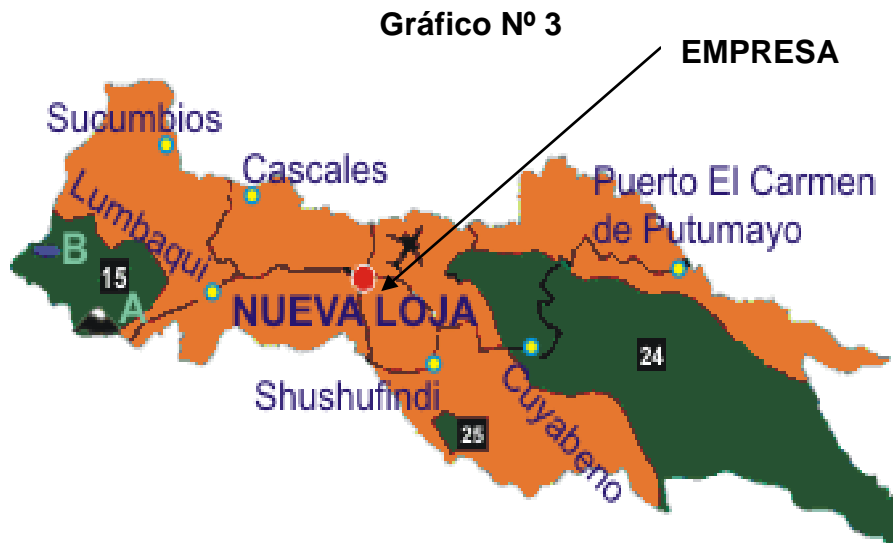 Gráfico Nº 3
EMPRESA
Sucumbios
Cascales
Puerto El Carmen
de Putumayo
Lumbaqui
B
15
A
NUEVA LOJA
24
Shushufindi
Cuyabeno
25